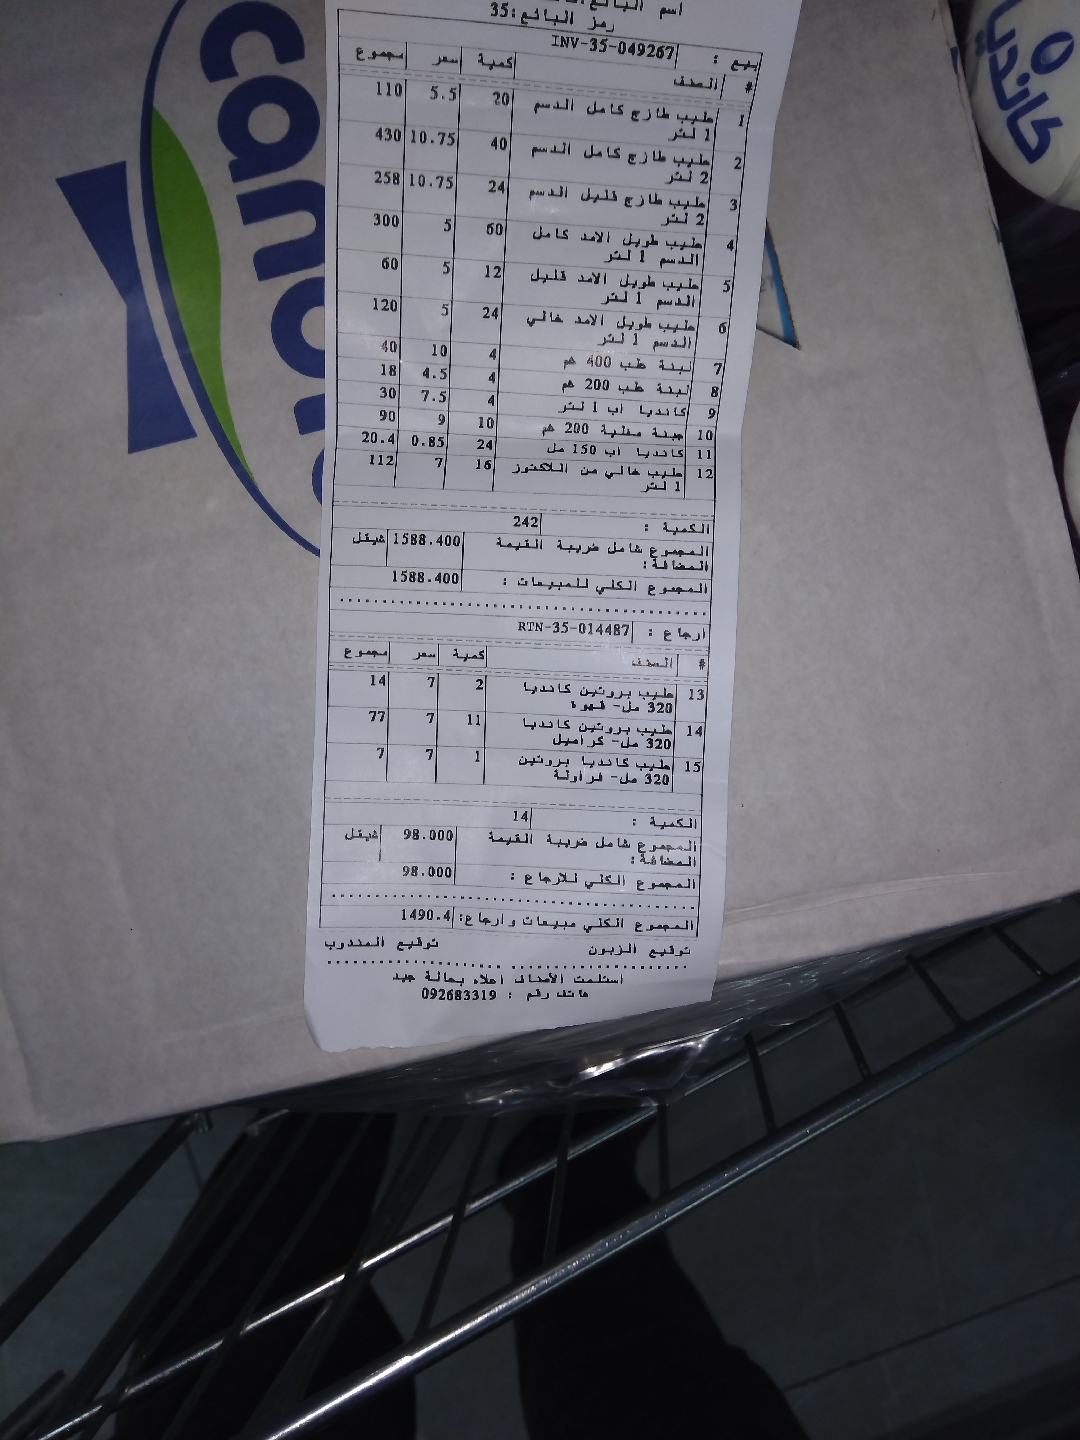 رمز البائع:35
بيع : INV-35-049267
# الصنف كمية سعر مجموع
1 حليب طازج كامل الدسم 20 5.5 110
1 لتر
2 حليب طازج كامل الدسم 40 10.75 430
2 لتر
3 حليب طازج قليل الدسم 24 10.75 258
2 لتر
4 حليب طويل الامد كامل 60 5 300
الدسم 1 لتر
5 حليب طويل الامد قليل 12 5 60
الدسم 1 لتر
6 حليب طويل الامد خالي 24 5 120
الدسم 1 لتر
7 لبنة طب 400 غم 4 10 40
8 لبنة طب 200 غم 4 4.5 18
9 كانديا اب 1 لتر 4 7.5 30
10 جبنة مغلية 200 غم 10 9 90
11 كانديا اب 150 مل 24 0.85 20.4
12 حليب خالي من اللاكتوز 16 7 112
1 لتر
الكمية : 242
المجموع شامل ضريبة القيمة 1588.400 شيقل
المضافة:
المجموع الكلي للمبيعات : 1588.400
ارجاع : RTN-35-014487
# الصنف كمية سعر مجموع
13 حليب بروتين كانديا 2 7 14
320 مل- قهوة
14 حليب بروتين كانديا 11 7 77
320 مل- كراميل
15 حليب كانديا بروتين 1 7 7
320 مل- فراولة
الكمية : 14
المجموع شامل ضريبة القيمة 98.000 شيقل
المضافة:
المجموع الكلي للارجاع : 98.000
المجموع الكلي مبيعات وارجاع: 1490.4
توقيع الزبون توقيع المندوب
استلمت الأصناف اعلاه بحالة جيد
هاتف رقم : 092683319
كانديا